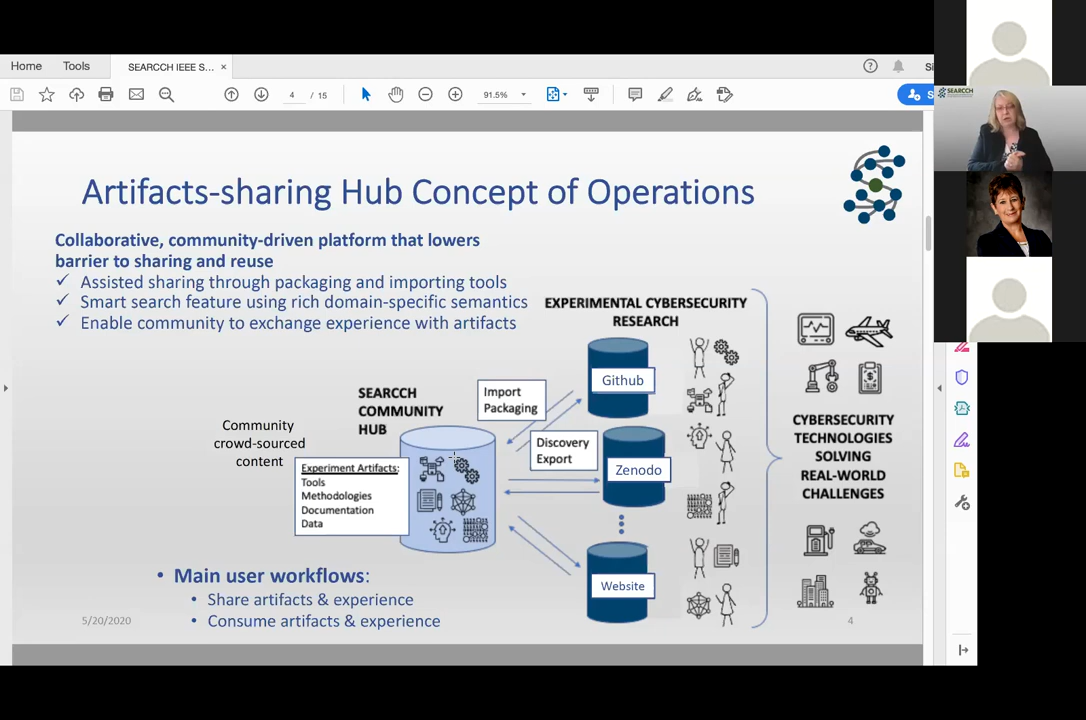 Home
Tools
SEARCCH IEEE S...
×
4
/ 15
91.5%
S
SEARCCH
Artifacts-sharing Hub Concept of Operations
Collaborative, community-driven platform that lowers
barrier to sharing and reuse
✓ Assisted sharing through packaging and importing tools
✓ Smart search feature using rich domain-specific semantics
✓ Enable community to exchange experience with artifacts
EXPERIMENTAL CYBERSECURITY
RESEARCH
Github
Import
Packaging
SEARCCH
COMMUNITY
HUB
Community
crowd-sourced
content
Discovery
Export
Zenodo
Experiment Artifacts:
Tools
Methodologies
Documentation
Data
Website
CYBERSECURITY
TECHNOLOGIES
SOLVING
REAL-WORLD
CHALLENGES
• Main user workflows:
• Share artifacts & experience
• Consume artifacts & experience
5/20/2020
4